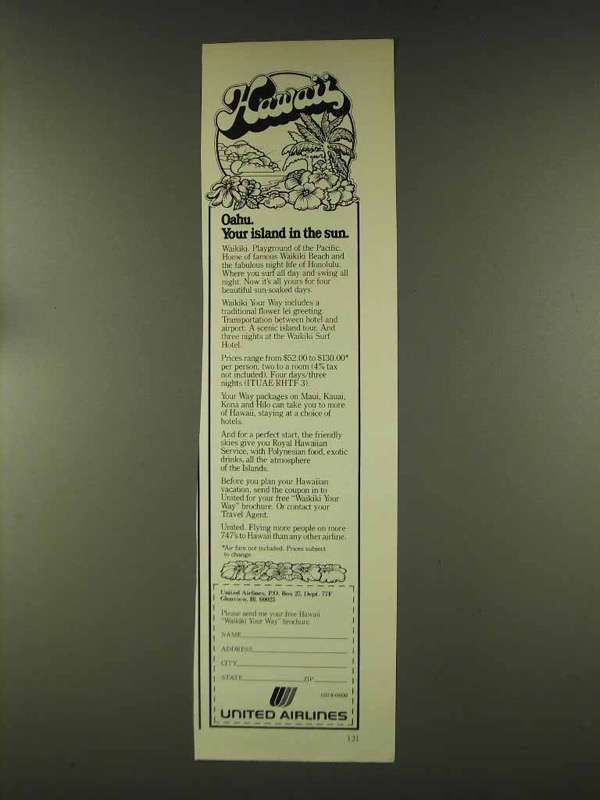 Hawaii
Oahu.
Your island in the sun.
Waikiki. Playground of the Pacific.
Home of famous Waikiki Beach and
the fabulous night life of Honolulu.
Where you surf all day and swing all
night. Now it's all yours for four
beautiful sun-soaked days.
Waikiki Your Way includes a
traditional flower lei greeting.
Transportation between hotel and
airport. A scenic island tour. And
three nights at the Waikiki Surf
Hotel.
Prices range from $52.00 to $130.00*
per person, two to a room (4% tax
not included). Four days/three
nights (ITUAE RHTF 3).
Your Way packages on Maui, Kauai,
Kona and Hilo can take you to more
of Hawaii, staying at a choice of
hotels.
And for a perfect start, the friendly
skies give you Royal Hawaiian
Service, with Polynesian food, exotic
drinks, all the atmosphere
of the Islands.
Before you plan your Hawaiian
vacation, send the coupon in to
United for your free "Waikiki Your
Way" brochure. Or contact your
Travel Agent.
United. Flying more people on more
747's to Hawaii than any other airline.
*Air fare not included. Prices subject
to change.
United Airlines, P.O. Box 27, Dept. 77F
Glenview, Ill. 60025
Please send me your free Hawaii
"Waikiki Your Way" brochure.
NAME
ADDRESS
CITY
STATE ZIP
UNITED AIRLINES
131